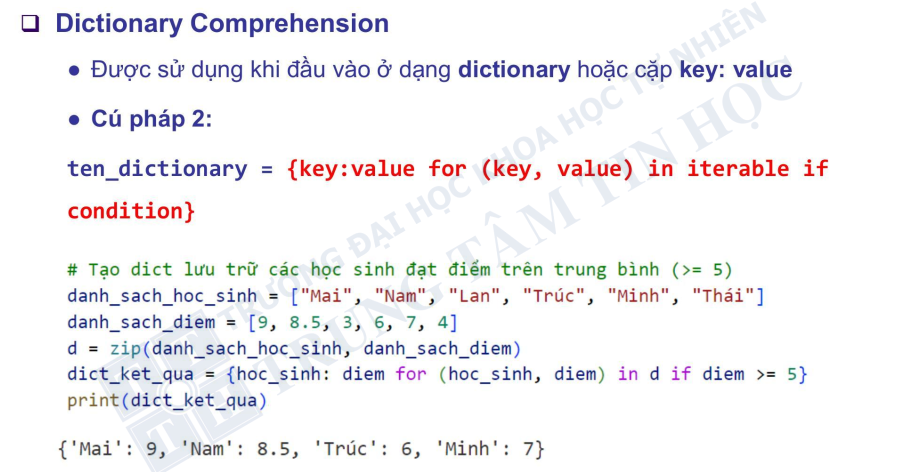 ❑ Dictionary Comprehension
● Được sử dụng khi đầu vào ở dạng dictionary hoặc cặp key: value
● Cú pháp 2:
ten_dictionary = {key:value for (key, value) in iterable if
condition}
# Tạo dict lưu trữ các học sinh đạt điểm trên trung bình (>= 5)
danh_sach_hoc_sinh = ["Mai", "Nam", "Lan", "Trúc", "Minh", "Thái"]
danh_sach_diem = [9, 8.5, 3, 6, 7, 4]
d = zip(danh_sach_hoc_sinh, danh_sach_diem)
dict_ket_qua = {hoc_sinh: diem for (hoc_sinh, diem) in d if diem >= 5}
print(dict_ket_qua)
{'Mai': 9, 'Nam': 8.5, 'Trúc': 6, 'Minh': 7}
TRƯỜNG ĐẠI HỌC KHOA HỌC TỰ NHIÊN
TRUNG TÂM TIN HỌC